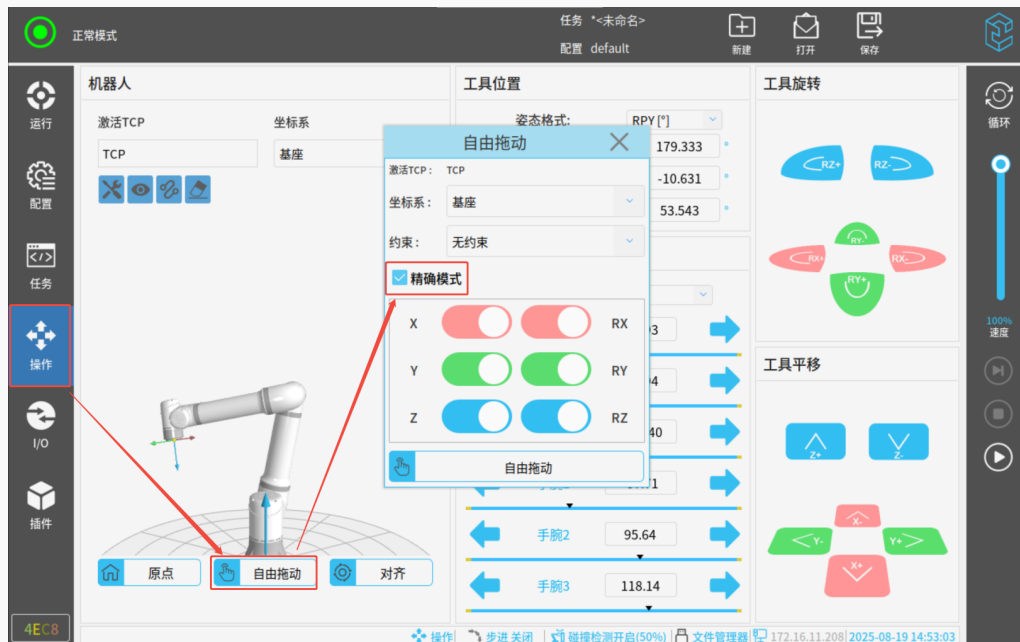 正常模式
任务 *<未命名>
配置 default
新建
打开
保存
运行
配置
任务
操作
I/O
插件
4EC8
机器人
激活TCP
坐标系
TCP
基座
原点
自由拖动
对齐
自由拖动
激活TCP： TCP
坐标系： 基座
约束： 无约束
精确模式
X RX
Y RY
Z RZ
自由拖动
工具位置
姿态格式: RPY [°]
179.333 °
-10.631 °
53.543 °
手腕2 95.64
手腕3 118.14
工具旋转
RZ+ RZ-
RY-
RX+ RX-
RY+
工具平移
Z+ Z-
X-
Y- Y+
X+
循环
100%
速度
操作 步进 关闭 碰撞检测开启(50%) 文件管理器 172.16.11.208 2025-08-19 14:53:03